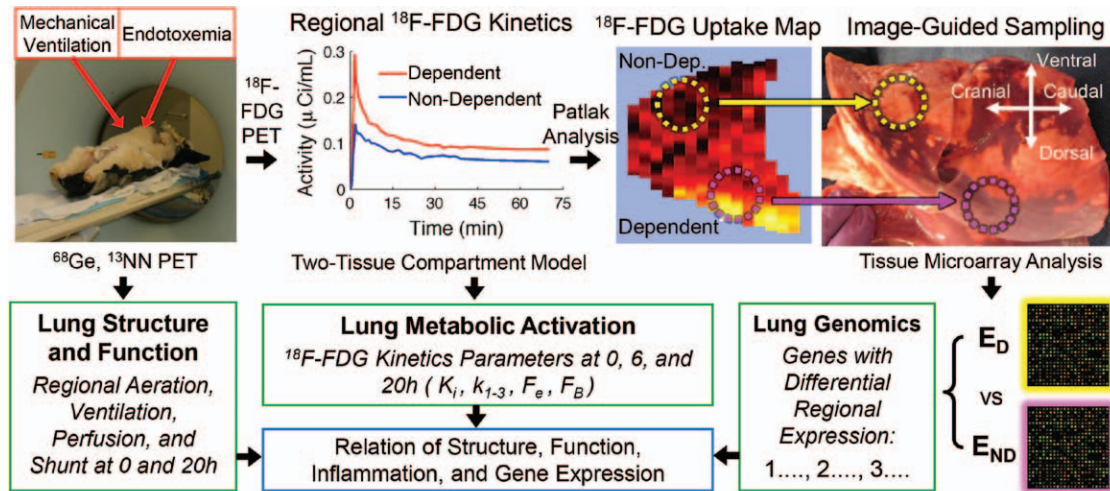 Mechanical
Ventilation
Endotoxemia
¹⁸F-
FDG
PET
Regional ¹⁸F-FDG Kinetics
Activity (μ Ci/mL)
0.3
0.2
0.1
0
Dependent
Non-Dependent
0
15
30
45
60
75
Time (min)
Patlak
Analysis
¹⁸F-FDG Uptake Map
Non-Dep.
Dependent
Image-Guided Sampling
Ventral
Cranial
Caudal
Dorsal
⁶⁸Ge, ¹³NN PET
Two-Tissue Compartment Model
Tissue Microarray Analysis
Lung Structure
and Function
Regional Aeration,
Ventilation,
Perfusion, and
Shunt at 0 and 20h
Lung Metabolic Activation
¹⁸F-FDG Kinetics Parameters at 0, 6, and
20h ( Kᵢ, k₁₋₃, Fₑ, F_B )
Relation of Structure, Function,
Inflammation, and Gene Expression
Lung Genomics
Genes with
Differential
Regional
Expression:
1...., 2...., 3....
E_D
vs
E_ND